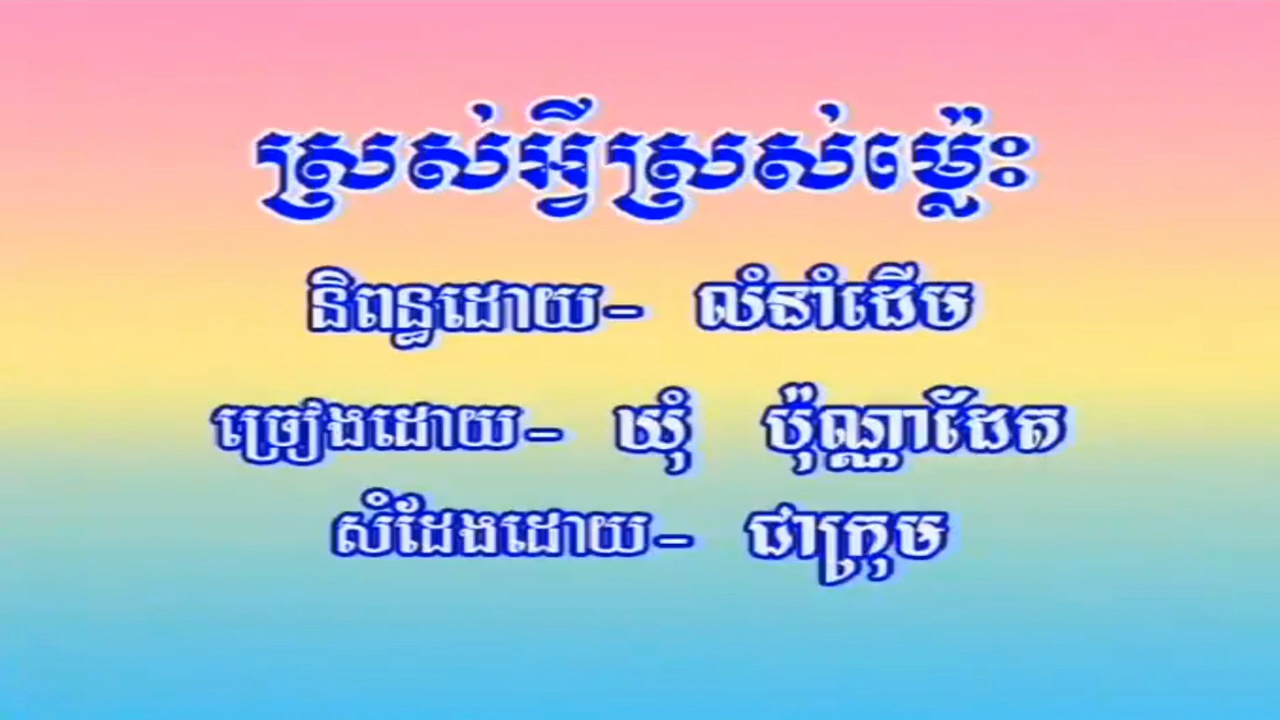 ស្រស់អ្វីស្រស់ម្ល៉េះ
និពន្ធដោយ- លំនាំដើម
ច្រៀងដោយ- ឃុំ ប៉ុណ្ណាដែត
សំដែងដោយ- ជាក្រុម